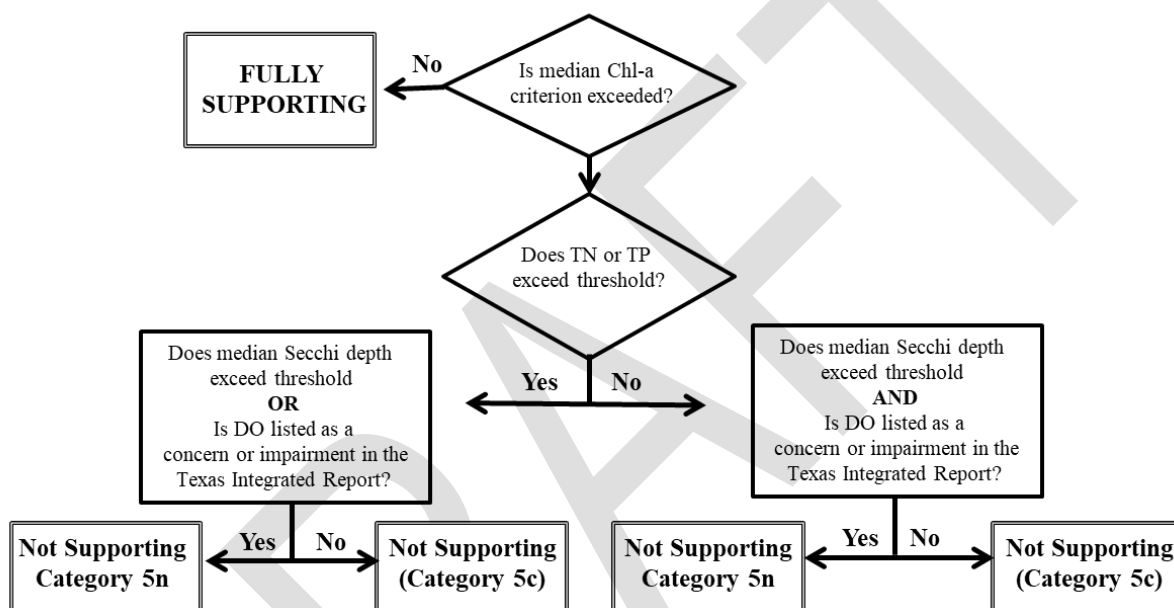 No
FULLY
SUPPORTING
Is median Chl-a
criterion exceeded?
Does TN or TP
exceed threshold?
Yes
No
Does median Secchi depth
exceed threshold
OR
Is DO listed as a
concern or impairment in the
Texas Integrated Report?
Does median Secchi depth
exceed threshold
AND
Is DO listed as a
concern or impairment in the
Texas Integrated Report?
Yes
No
Not Supporting
Category 5n
Not Supporting
(Category 5c)
Yes
No
Not Supporting
Category 5n
Not Supporting
(Category 5c)
DRAFT